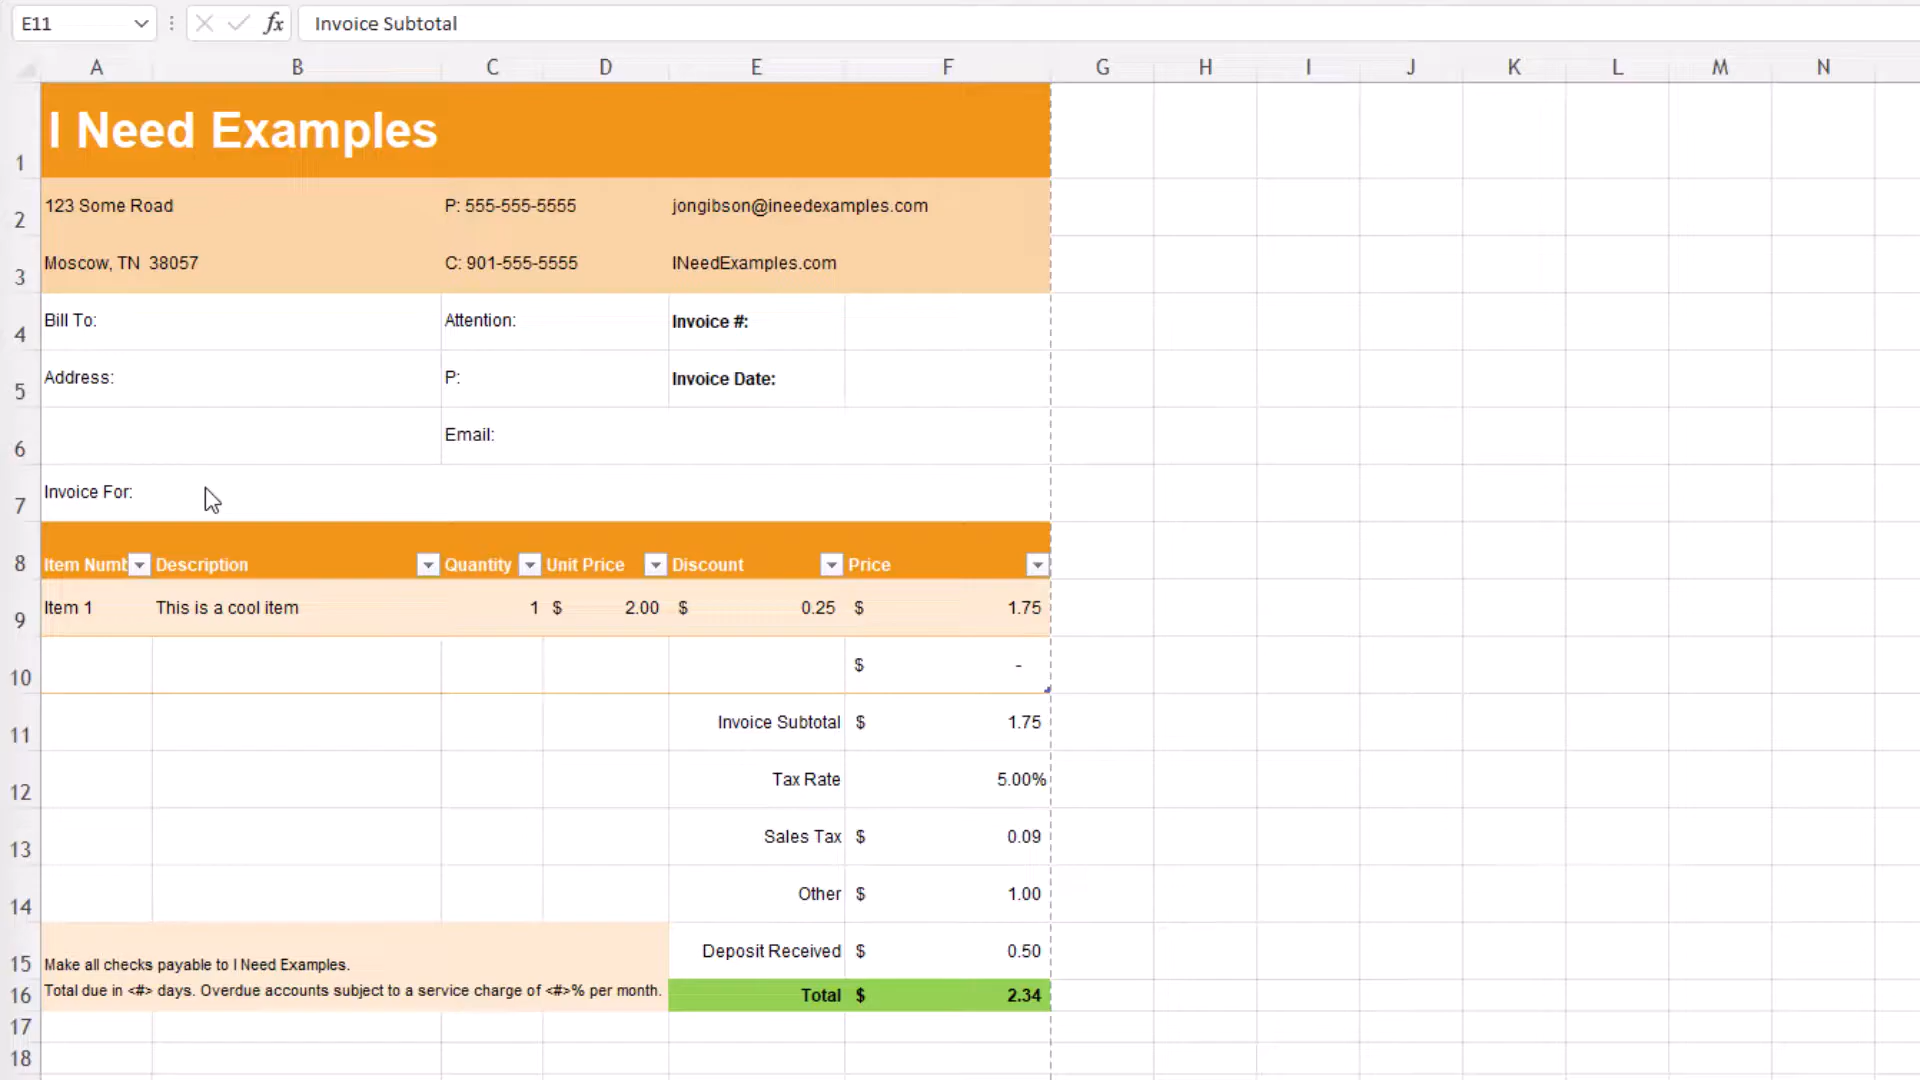 E11 fx Invoice Subtotal
A B C D E F G H I J K L M N
1 I Need Examples
2 123 Some Road P: 555-555-5555 jongibson@ineedexamples.com
3 Moscow, TN 38057 C: 901-555-5555 INeedExamples.com
4 Bill To: Attention: Invoice #:
5 Address: P: Invoice Date:
6 Email:
7 Invoice For:
8 Item Numb Description Quantity Unit Price Discount Price
9 Item 1 This is a cool item 1 $ 2.00 $ 0.25 $ 1.75
10 $ -
11 Invoice Subtotal $ 1.75
12 Tax Rate 5.00%
13 Sales Tax $ 0.09
14 Other $ 1.00
15 Make all checks payable to I Need Examples. Deposit Received $ 0.50
16 Total due in <#> days. Overdue accounts subject to a service charge of <#>% per month. Total $ 2.34
17
18